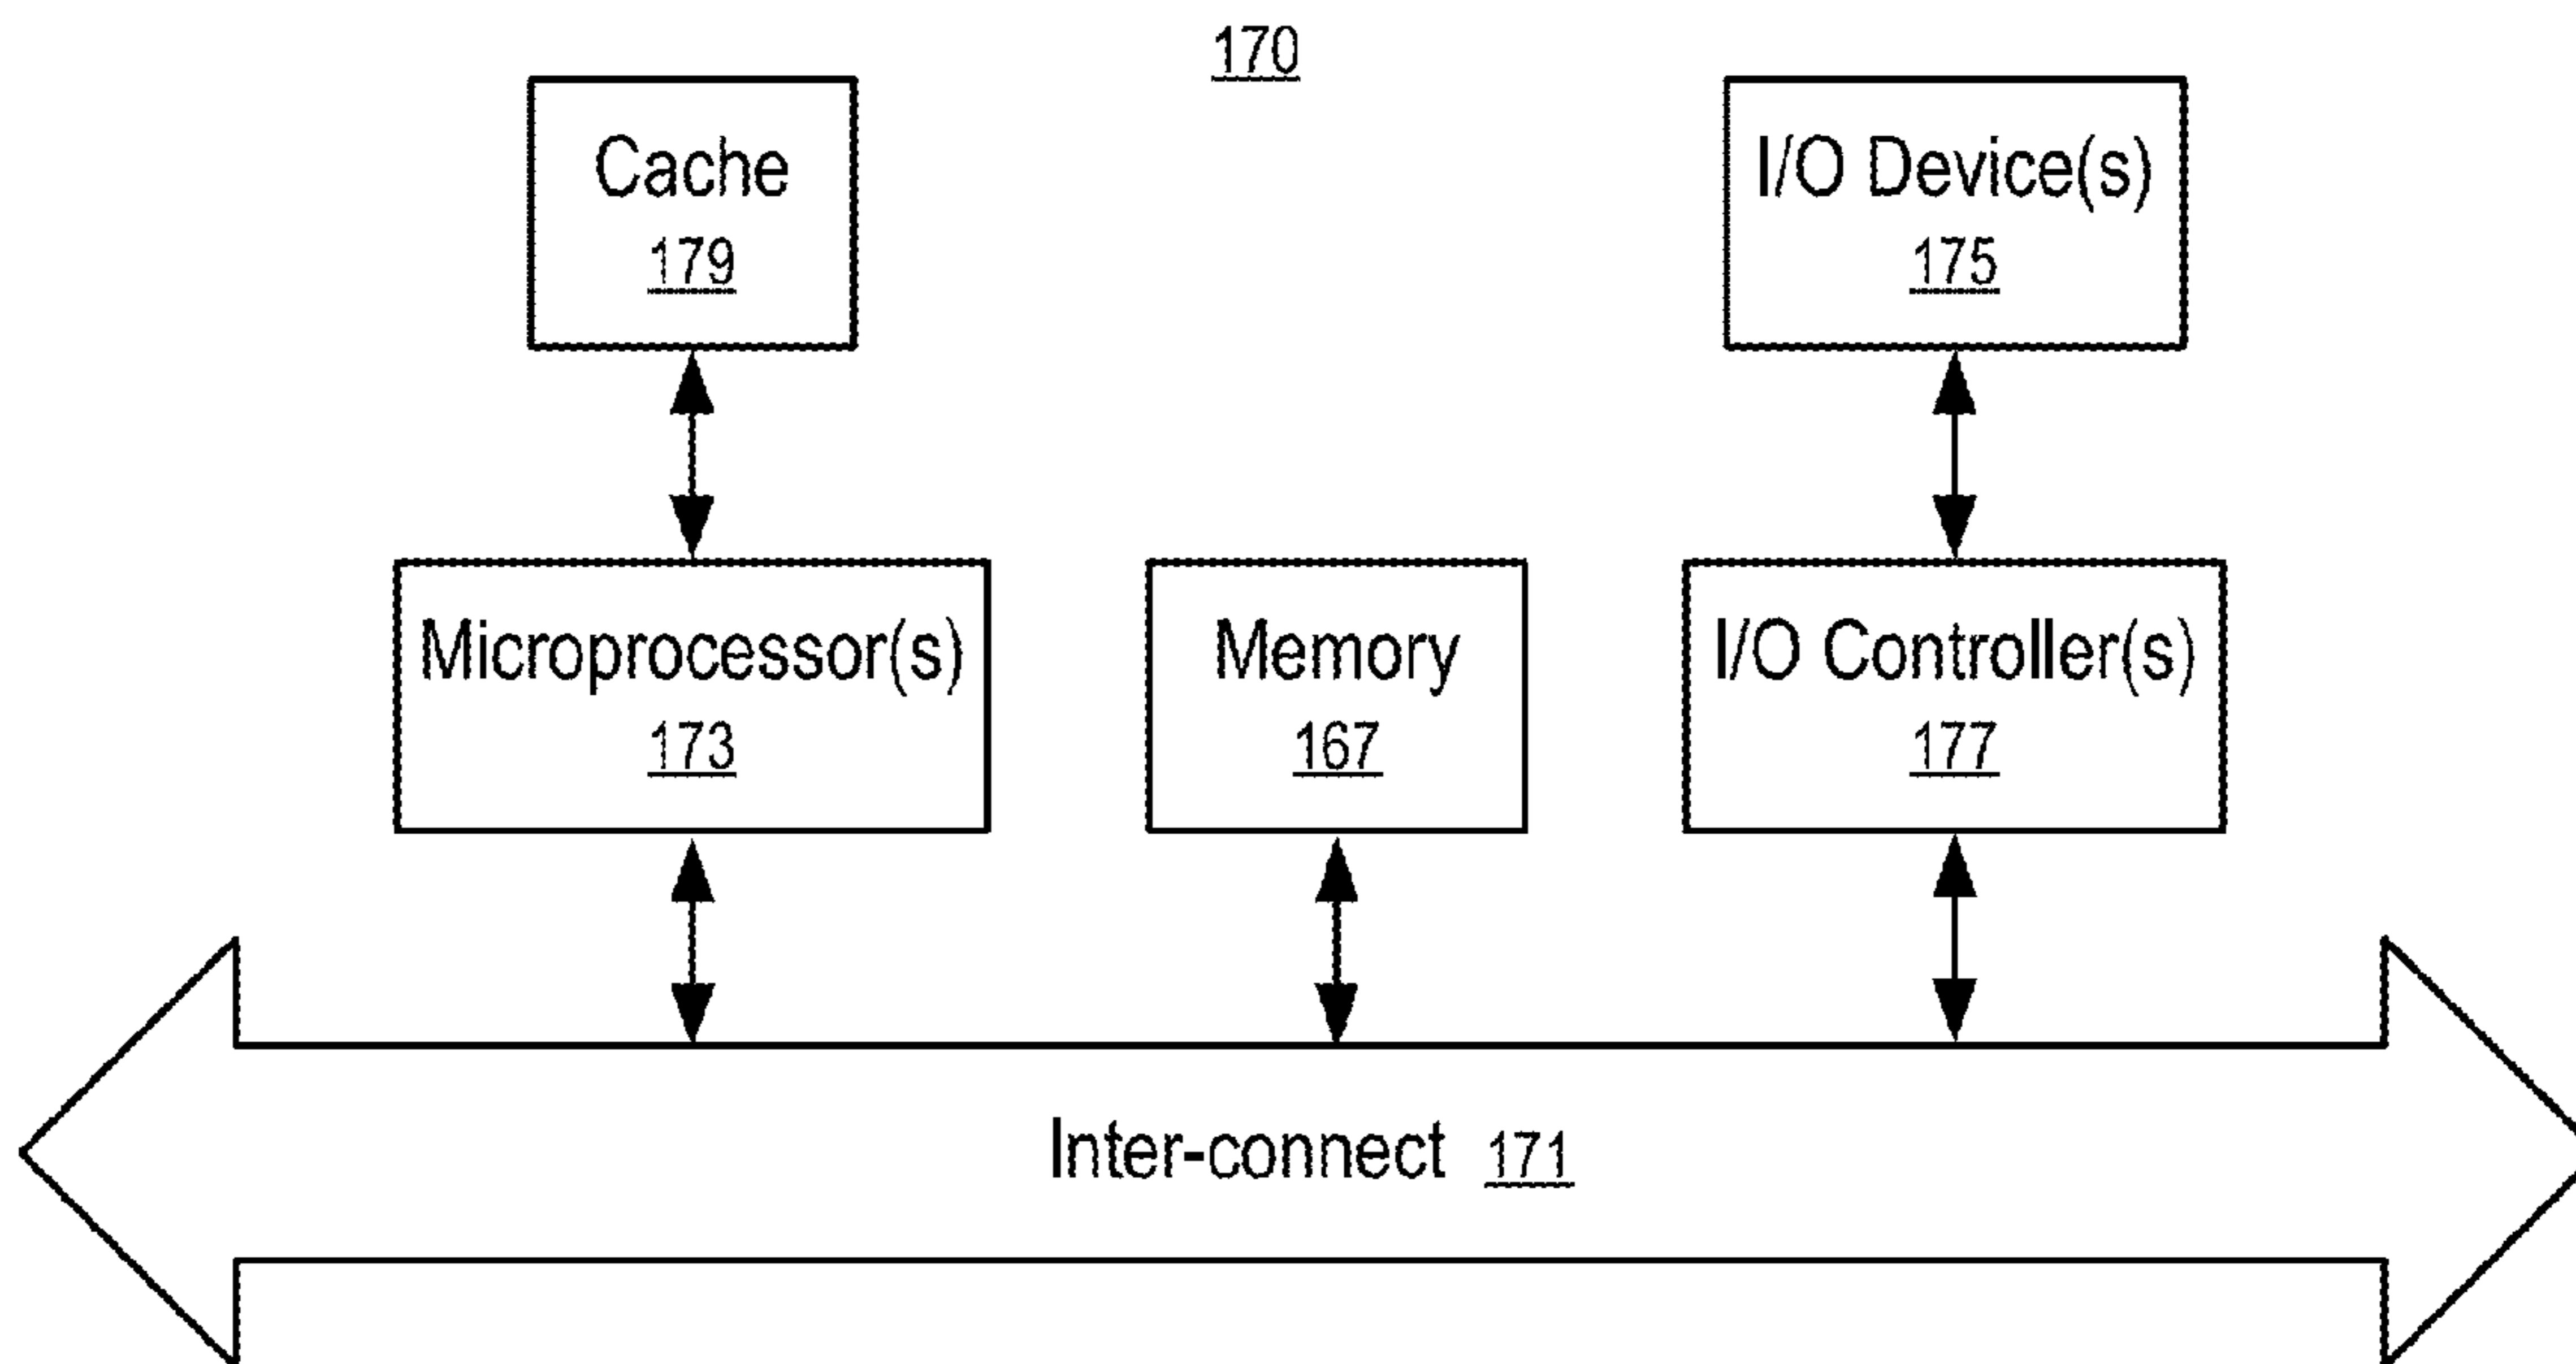 170
Cache
179
I/O Device(s)
175
Microprocessor(s)
173
Memory
167
I/O Controller(s)
177
Inter-connect 171